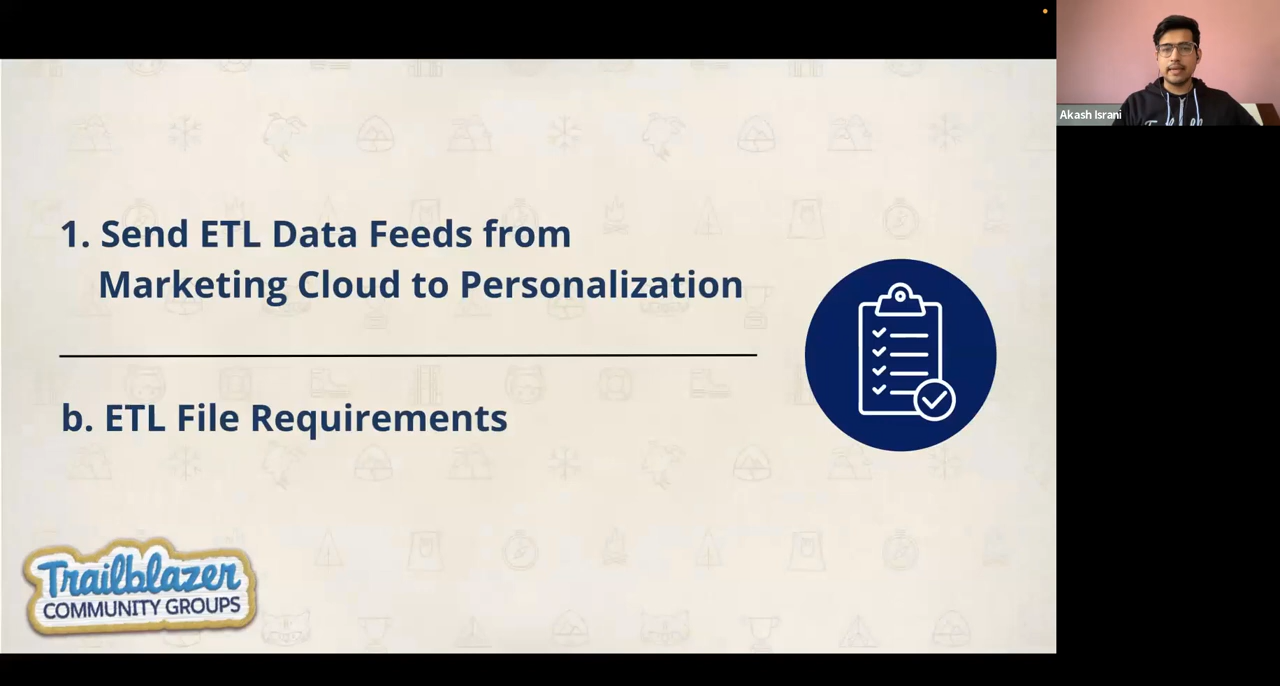 1. Send ETL Data Feeds from
Marketing Cloud to Personalization
b. ETL File Requirements
Trailblazer
COMMUNITY GROUPS
Akash Israni